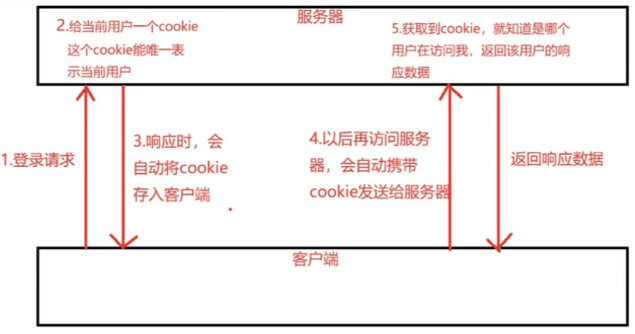 服务器
2.给当前用户一个cookie
这个cookie能唯一表
示当前用户
5.获取到cookie，就知道是哪个
用户在访问我，返回该用户的响
应数据
1.登录请求
3.响应时，会
自动将cookie
存入客户端
4.以后再访问服务
器，会自动携带
cookie发送给服务器
返回响应数据
客户端